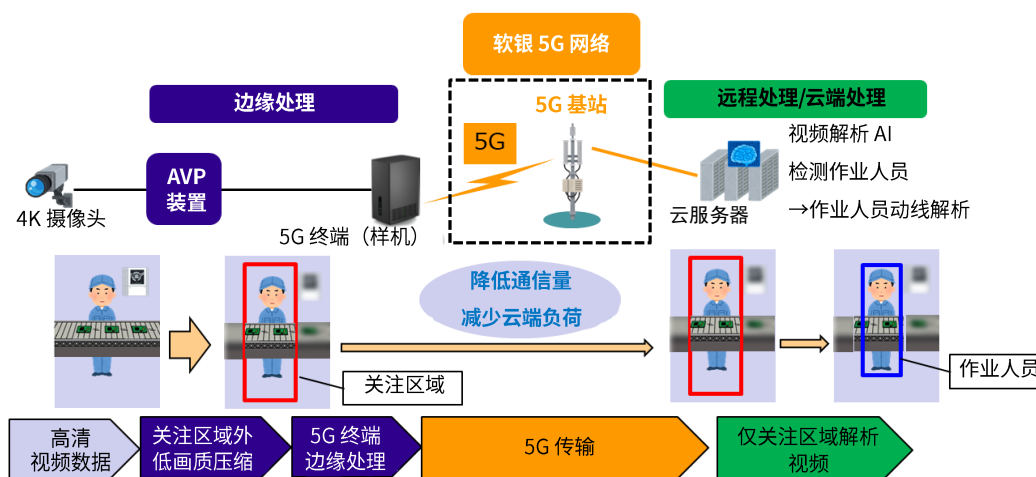 软银 5G 网络
边缘处理
5G 基站
远程处理/云端处理
5G
视频解析 AI
检测作业人员
→作业人员动线解析
AVP
装置
4K 摄像头
5G 终端（样机）
云服务器
降低通信量
减少云端负荷
关注区域
作业人员
高清
视频数据
关注区域外
低画质压缩
5G 终端
边缘处理
5G 传输
仅关注区域解析
视频